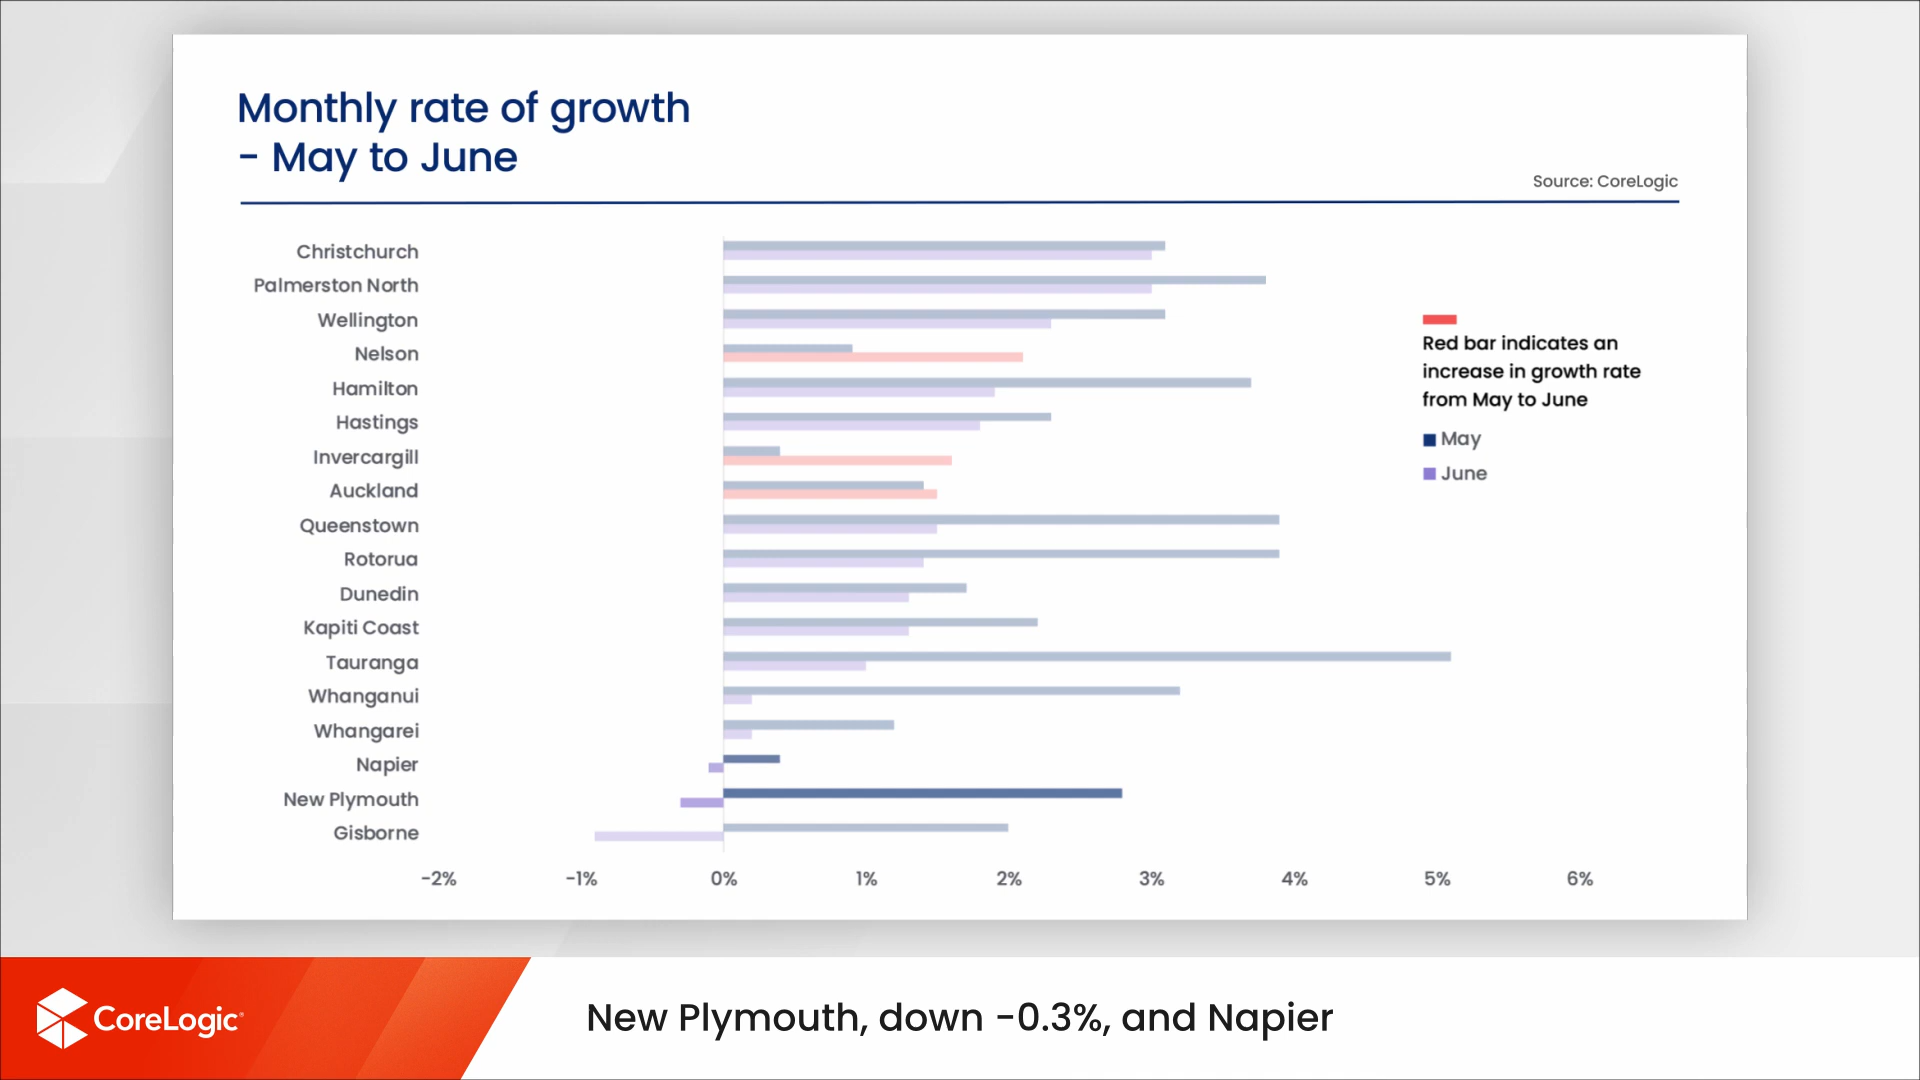 Monthly rate of growth
- May to June
Source: CoreLogic
Christchurch
Palmerston North
Wellington
Nelson
Hamilton
Hastings
Invercargill
Auckland
Queenstown
Rotorua
Dunedin
Kapiti Coast
Tauranga
Whanganui
Whangarei
Napier
New Plymouth
Gisborne
-2% -1% 0% 1% 2% 3% 4% 5% 6%
Red bar indicates an
increase in growth rate
from May to June
May
June
CoreLogic
New Plymouth, down -0.3%, and Napier